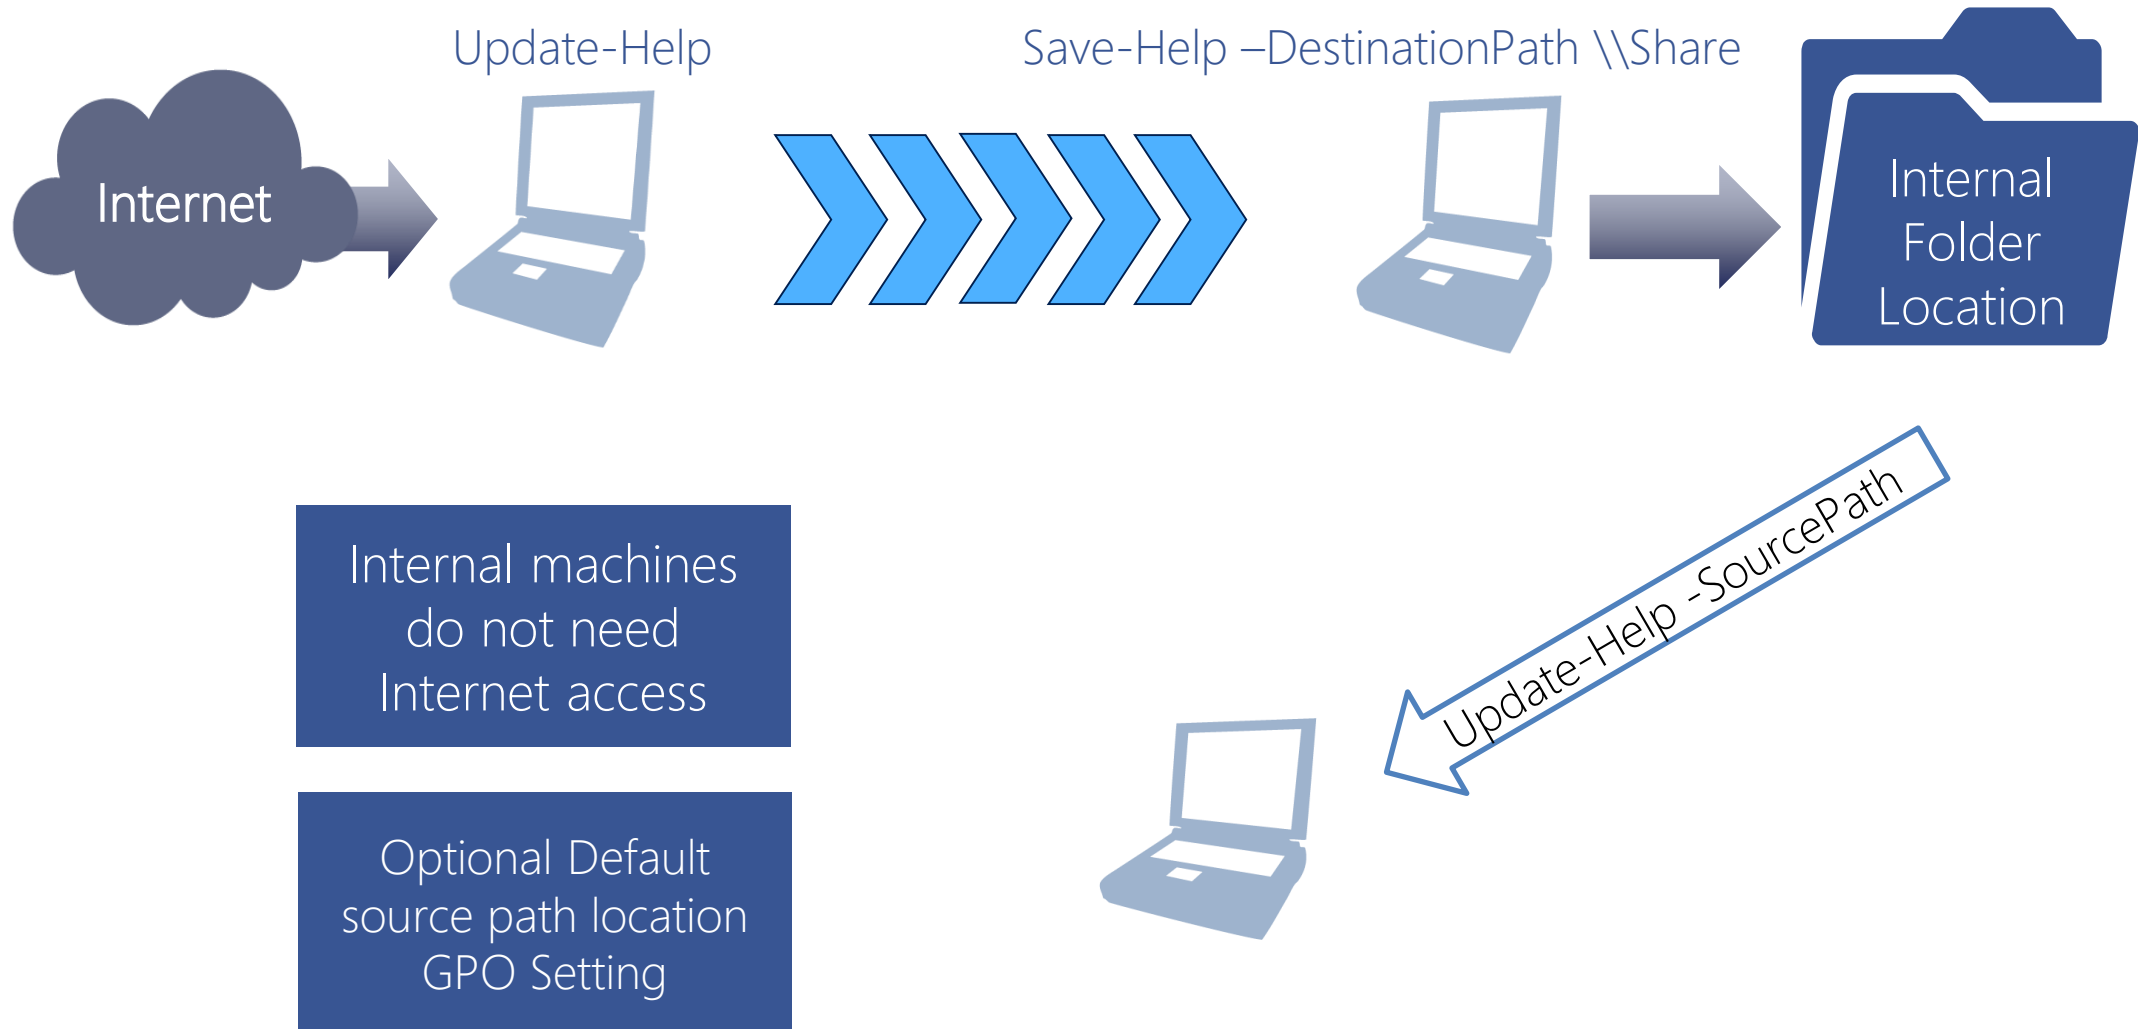 Update-Help
Save-Help –DestinationPath \\Share
Internet
Internal
Folder
Location
Update-Help -SourcePath
Internal machines
do not need
Internet access
Optional Default
source path location
GPO Setting